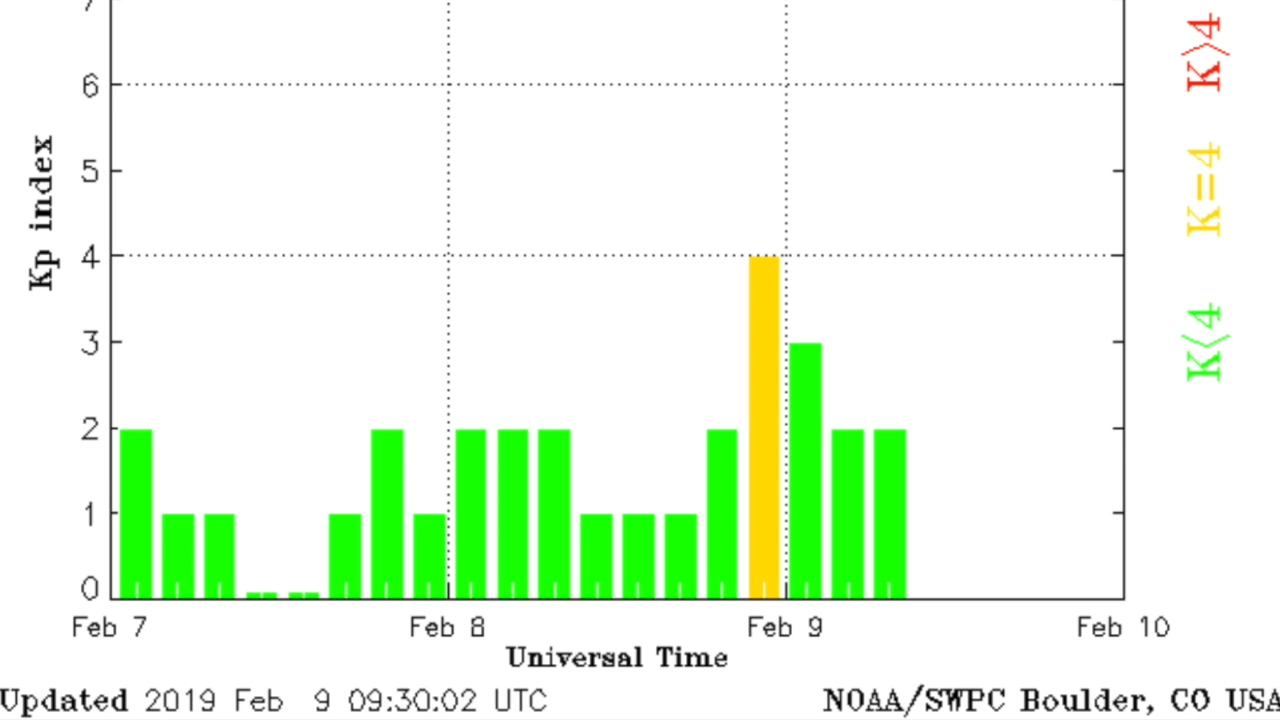 7
6
5
4
3
2
1
0
Kp index
K<4 K=4 K>4
Feb 7 Feb 8 Feb 9 Feb 10
Universal Time
Updated 2019 Feb 9 09:30:02 UTC NOAA/SWPC Boulder, CO USA